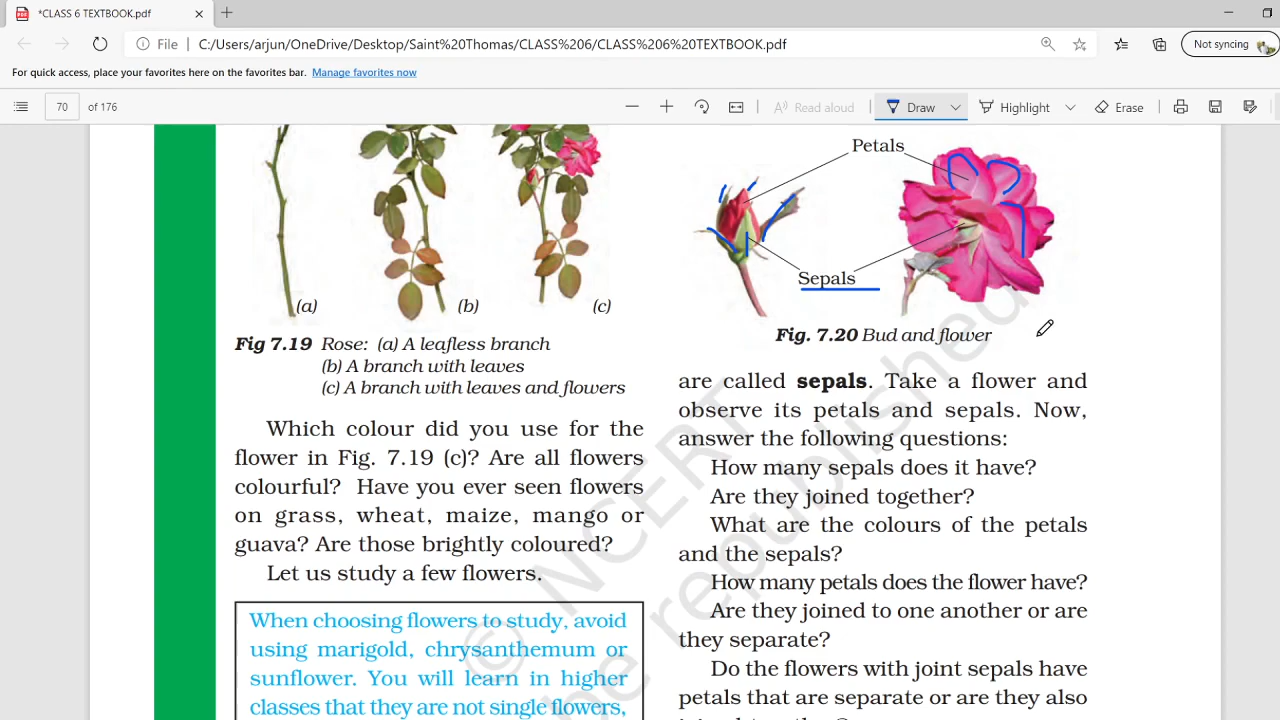 *CLASS 6 TEXTBOOK.pdf
File C:/Users/arjun/OneDrive/Desktop/Saint%20Thomas/CLASS%206/CLASS%206%20TEXTBOOK.pdf
Not syncing
For quick access, place your favorites here on the favorites bar. Manage favorites now
70 of 176
Read aloud
Draw
Highlight
Erase
(a)
(b)
(c)
Fig 7.19 Rose: (a) A leafless branch
(b) A branch with leaves
(c) A branch with leaves and flowers
Which colour did you use for the
flower in Fig. 7.19 (c)? Are all flowers
colourful? Have you ever seen flowers
on grass, wheat, maize, mango or
guava? Are those brightly coloured?
Let us study a few flowers.
When choosing flowers to study, avoid
using marigold, chrysanthemum or
sunflower. You will learn in higher
classes that they are not single flowers,
Petals
Sepals
Fig. 7.20 Bud and flower
are called sepals. Take a flower and
observe its petals and sepals. Now,
answer the following questions:
How many sepals does it have?
Are they joined together?
What are the colours of the petals
and the sepals?
How many petals does the flower have?
Are they joined to one another or are
they separate?
Do the flowers with joint sepals have
petals that are separate or are they also
© NCERT
be republished